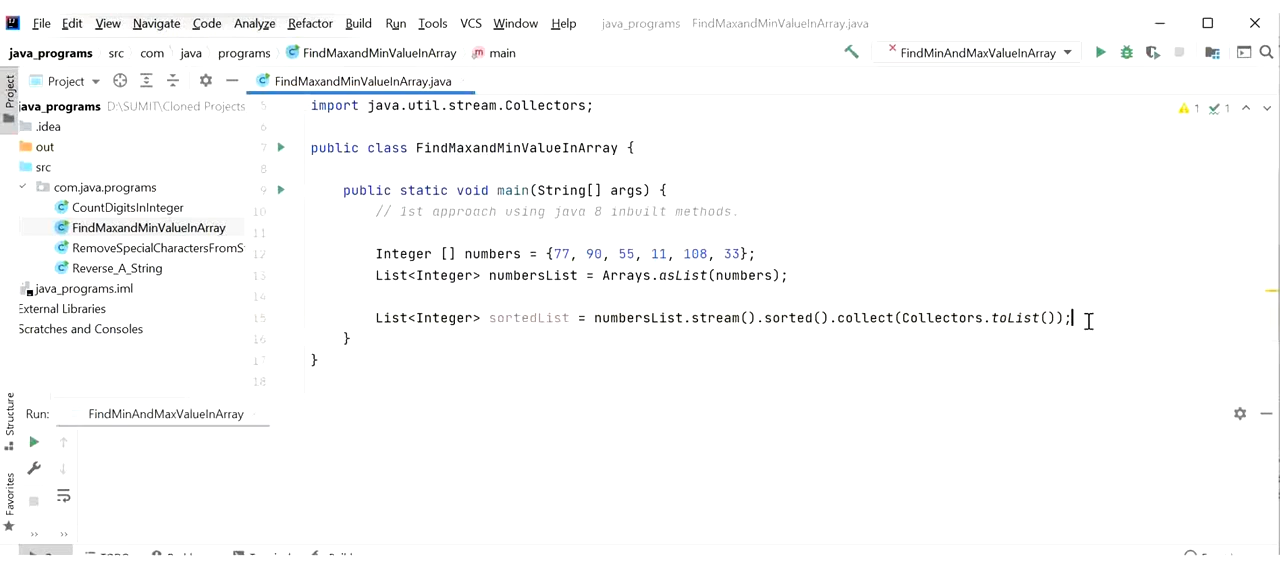 File Edit View Navigate Code Analyze Refactor Build Run Tools VCS Window Help java_programs FindMaxandMinValueInArray.java
java_programs src com java programs FindMaxandMinValueInArray main FindMinAndMaxValueInArray
Project
Project
FindMaxandMinValueInArray.java
java_programs D:\SUMIT\Cloned Projects
.idea
out
src
com.java.programs
CountDigitsInInteger
FindMaxandMinValueInArray
RemoveSpecialCharactersFromS
Reverse_A_String
java_programs.iml
External Libraries
Scratches and Consoles
5 import java.util.stream.Collectors;
6
7 public class FindMaxandMinValueInArray {
8
9 public static void main(String[] args) {
10 // 1st approach using java 8 inbuilt methods.
11
12 Integer [] numbers = {77, 90, 55, 11, 108, 33};
13 List<Integer> numbersList = Arrays.asList(numbers);
14
15 List<Integer> sortedList = numbersList.stream().sorted().collect(Collectors.toList());
16 }
17 }
18
1 1
Structure
Favorites
Run: FindMinAndMaxValueInArray